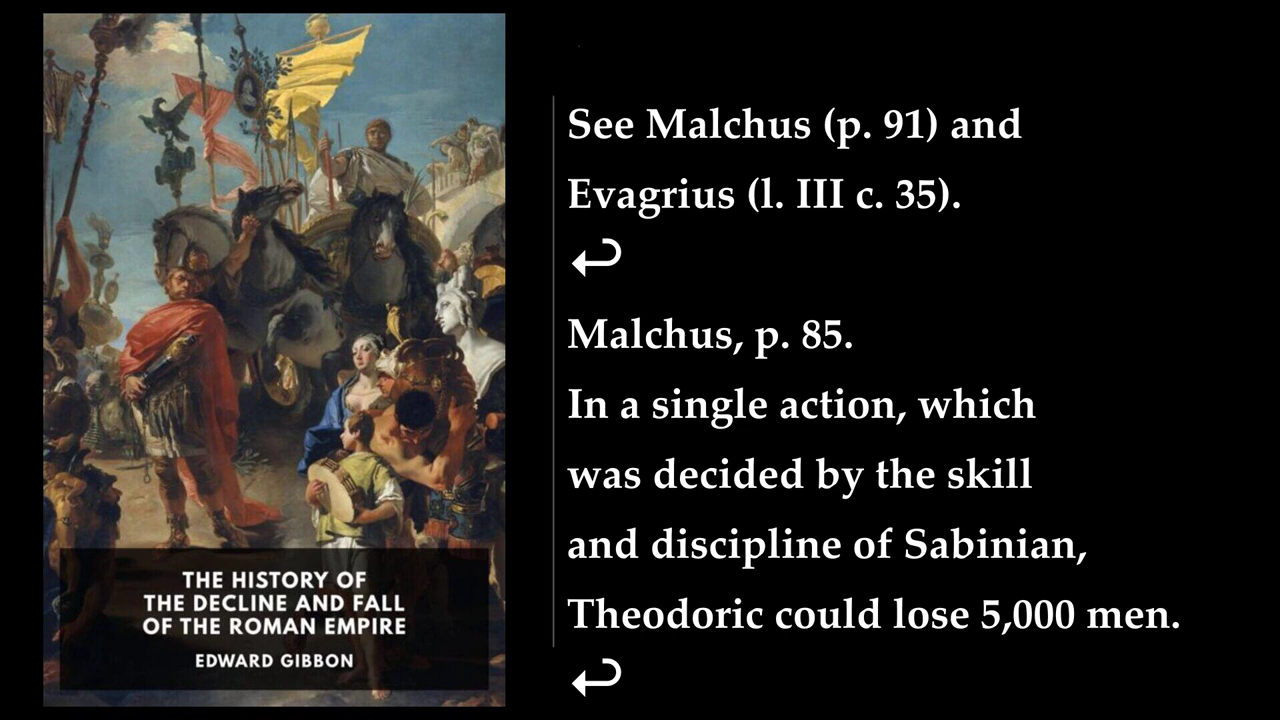 THE HISTORY OF
THE DECLINE AND FALL
OF THE ROMAN EMPIRE
EDWARD GIBBON
See Malchus (p. 91) and
Evagrius (l. III c. 35).
↩
Malchus, p. 85.
In a single action, which
was decided by the skill
and discipline of Sabinian,
Theodoric could lose 5,000 men.
↩